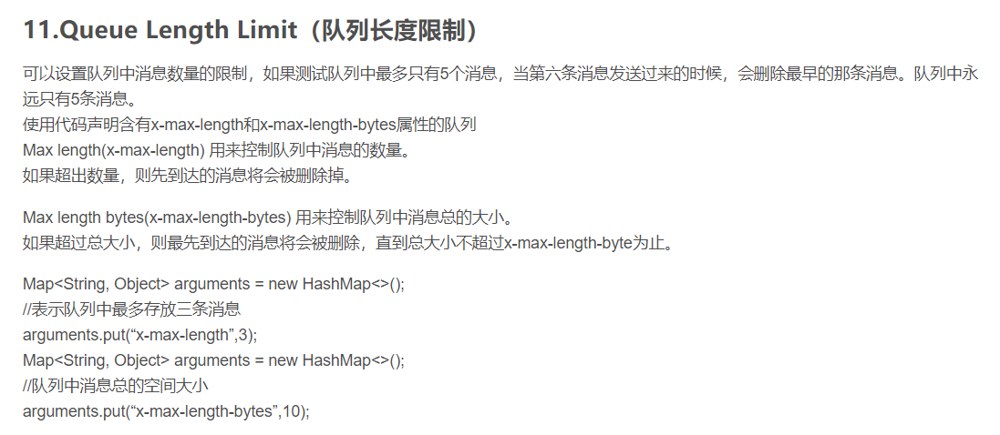 11.Queue Length Limit（队列长度限制）
可以设置队列中消息数量的限制，如果测试队列中最多只有5个消息，当第六条消息发送过来的时候，会删除最早的那条消息。队列中永
远只有5条消息。
使用代码声明含有x-max-length和x-max-length-bytes属性的队列
Max length(x-max-length) 用来控制队列中消息的数量。
如果超出数量，则先到达的消息将会被删除掉。
Max length bytes(x-max-length-bytes) 用来控制队列中消息总的大小。
如果超过总大小，则最先到达的消息将会被删除，直到总大小不超过x-max-length-byte为止。
Map<String, Object> arguments = new HashMap<>();
//表示队列中最多存放三条消息
arguments.put(“x-max-length”,3);
Map<String, Object> arguments = new HashMap<>();
//队列中消息总的空间大小
arguments.put(“x-max-length-bytes”,10);